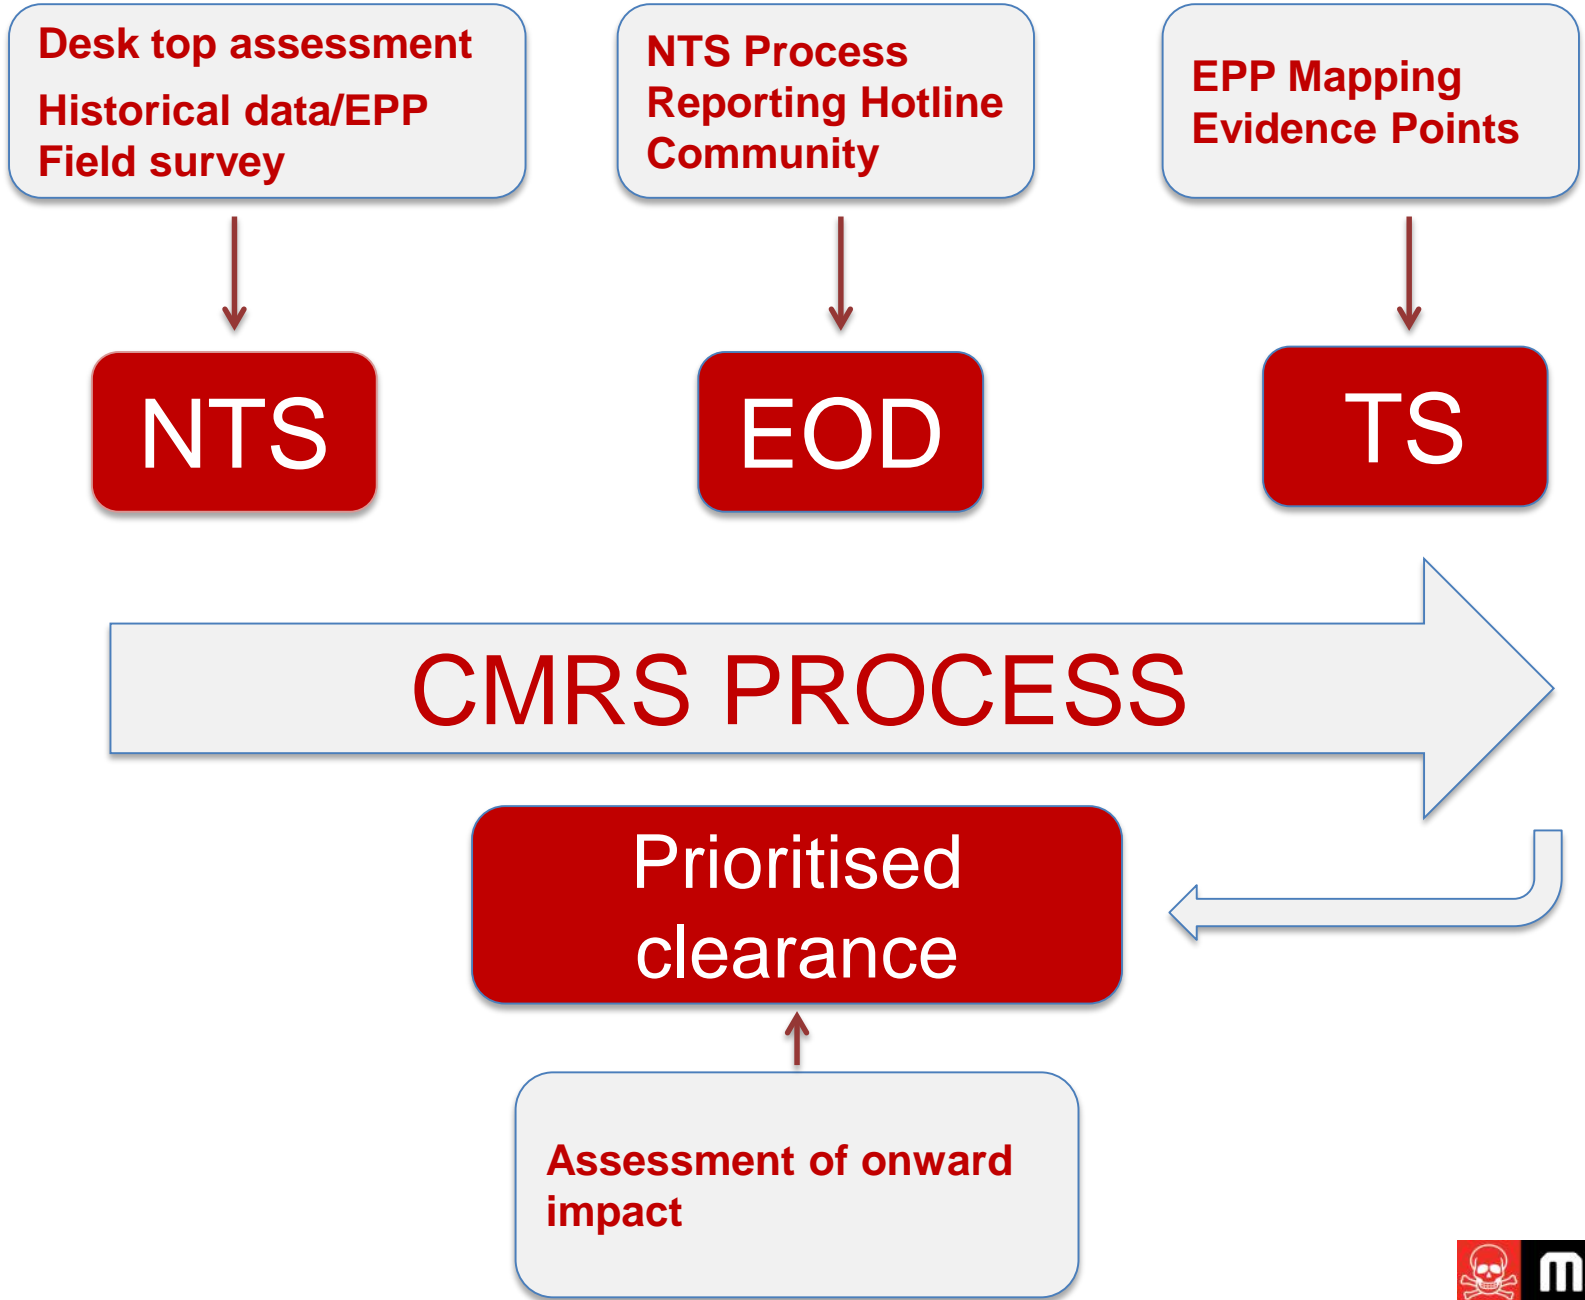 Desk top assessment
Historical data/EPP
Field survey
NTS Process
Reporting Hotline
Community
EPP Mapping
Evidence Points
NTS
EOD
TS
CMRS PROCESS
Prioritised
clearance
Assessment of onward
impact
M